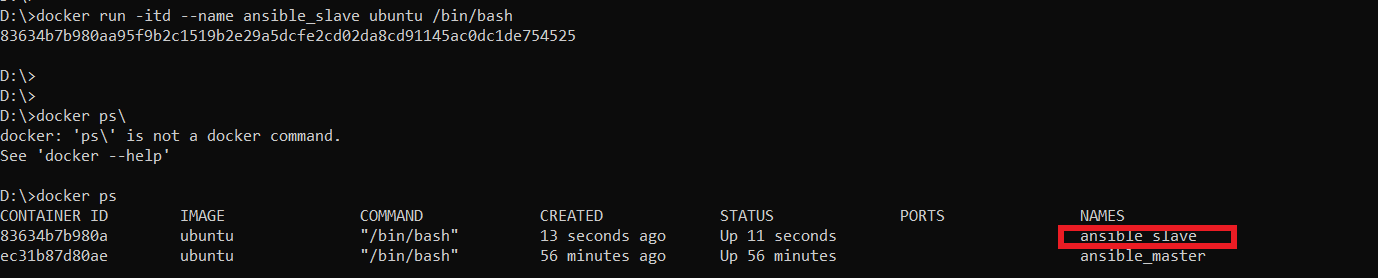 D:\>docker run -itd --name ansible_slave ubuntu /bin/bash
83634b7b980aa95f9b2c1519b2e29a5dcfe2cd02da8cd91145ac0dc1de754525
D:\>
D:\>
D:\>docker ps\
docker: 'ps\' is not a docker command.
See 'docker --help'
D:\>docker ps
CONTAINER ID IMAGE COMMAND CREATED STATUS PORTS NAMES
83634b7b980a ubuntu "/bin/bash" 13 seconds ago Up 11 seconds ansible_slave
ec31b87d80ae ubuntu "/bin/bash" 56 minutes ago Up 56 minutes ansible_master